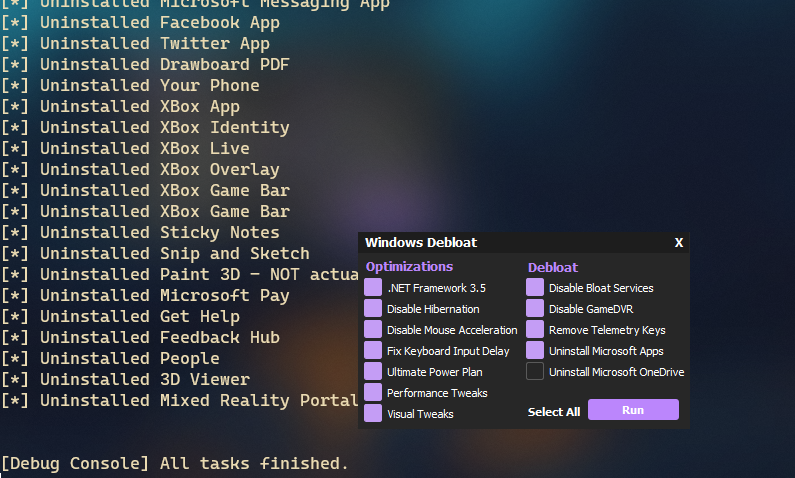 [*] Uninstalled Microsoft Messaging App
[*] Uninstalled Facebook App
[*] Uninstalled Twitter App
[*] Uninstalled Drawboard PDF
[*] Uninstalled Your Phone
[*] Uninstalled XBox App
[*] Uninstalled XBox Identity
[*] Uninstalled XBox Live
[*] Uninstalled XBox Overlay
[*] Uninstalled XBox Game Bar
[*] Uninstalled XBox Game Bar
[*] Uninstalled Sticky Notes
[*] Uninstalled Snip and Sketch
[*] Uninstalled Paint 3D - NOT actua
[*] Uninstalled Microsoft Pay
[*] Uninstalled Get Help
[*] Uninstalled Feedback Hub
[*] Uninstalled People
[*] Uninstalled 3D Viewer
[*] Uninstalled Mixed Reality Portal
[Debug Console] All tasks finished.
Windows Debloat X
Optimizations
.NET Framework 3.5
Disable Hibernation
Disable Mouse Acceleration
Fix Keyboard Input Delay
Ultimate Power Plan
Performance Tweaks
Visual Tweaks
Debloat
Disable Bloat Services
Disable GameDVR
Remove Telemetry Keys
Uninstall Microsoft Apps
Uninstall Microsoft OneDrive
Select All
Run